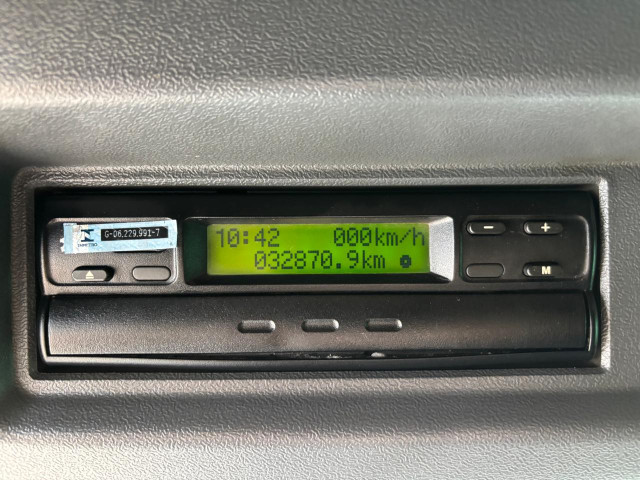 G-06.229.991-7
10:42 000km/h
032870.9km
- +
M